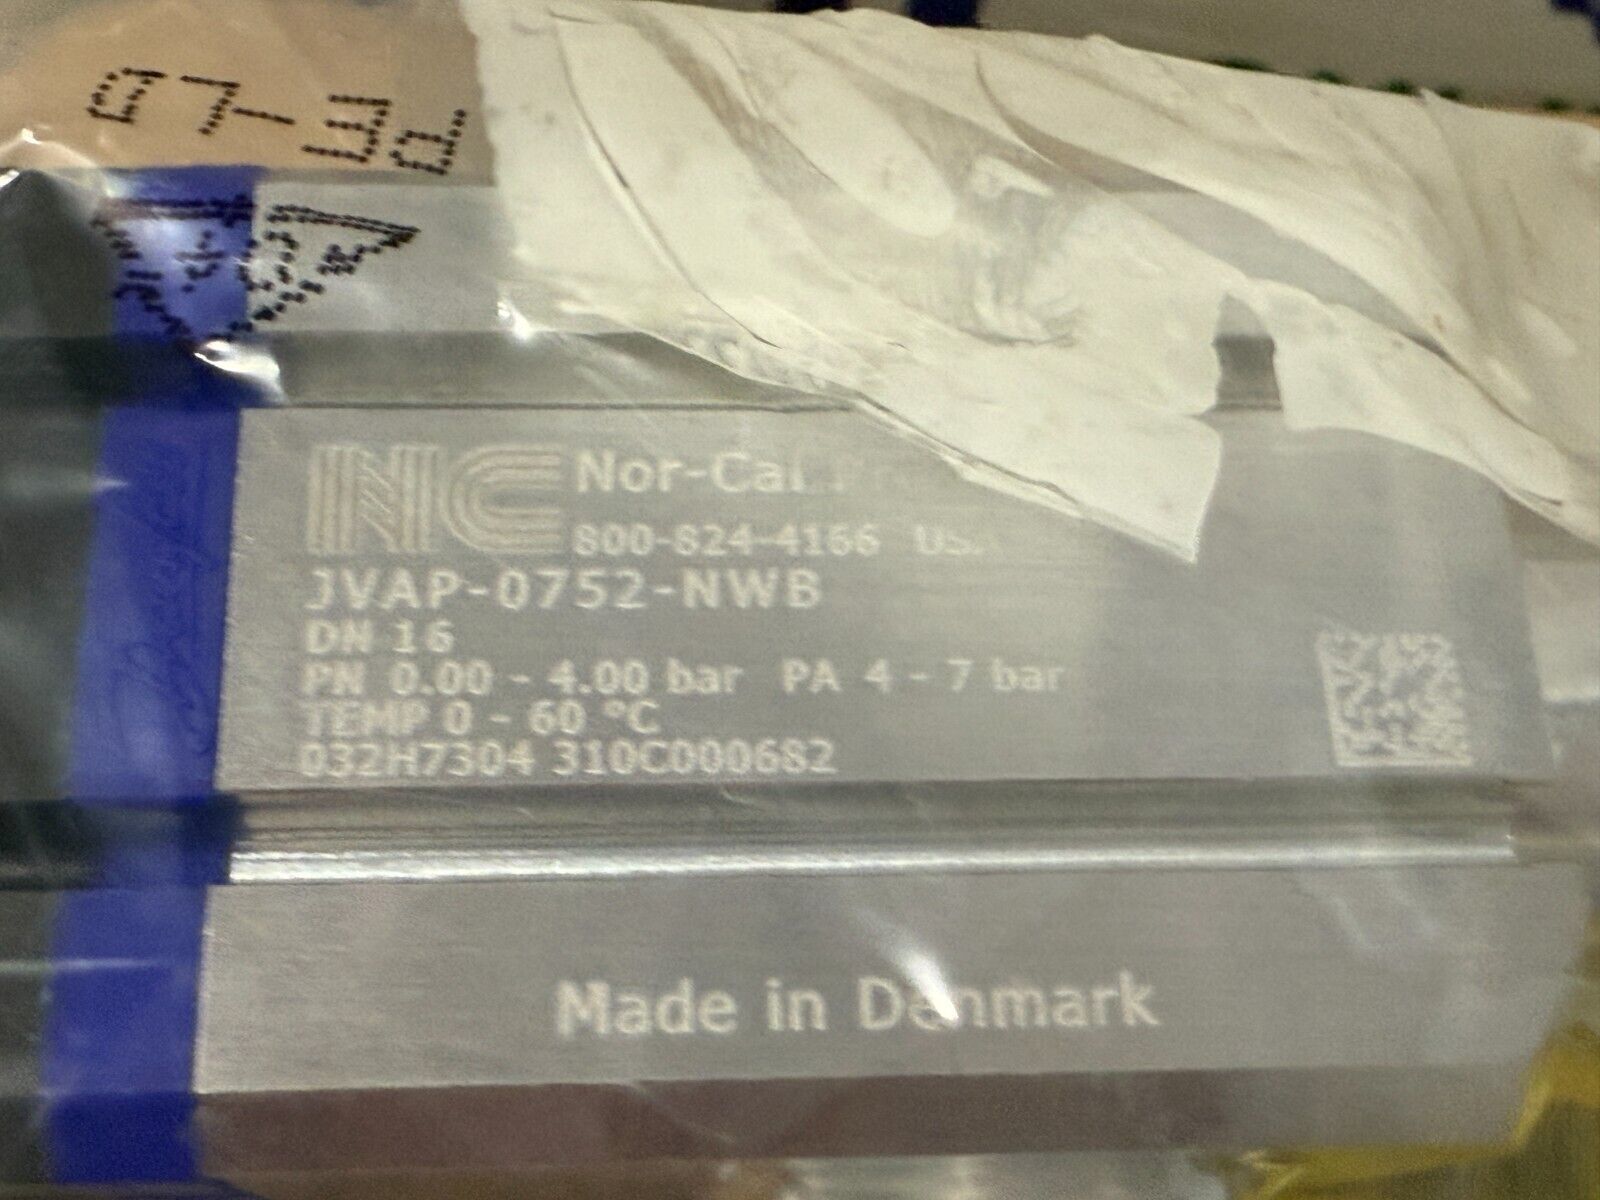 NC Nor-Cal
800-824-4166
JVAP-0752-NWB
DN 16
PN 0.00 - 4.00 bar PA 4 - 7 bar
TEMP 0 - 60 °C
032H7304 310C000682
Made in Denmark